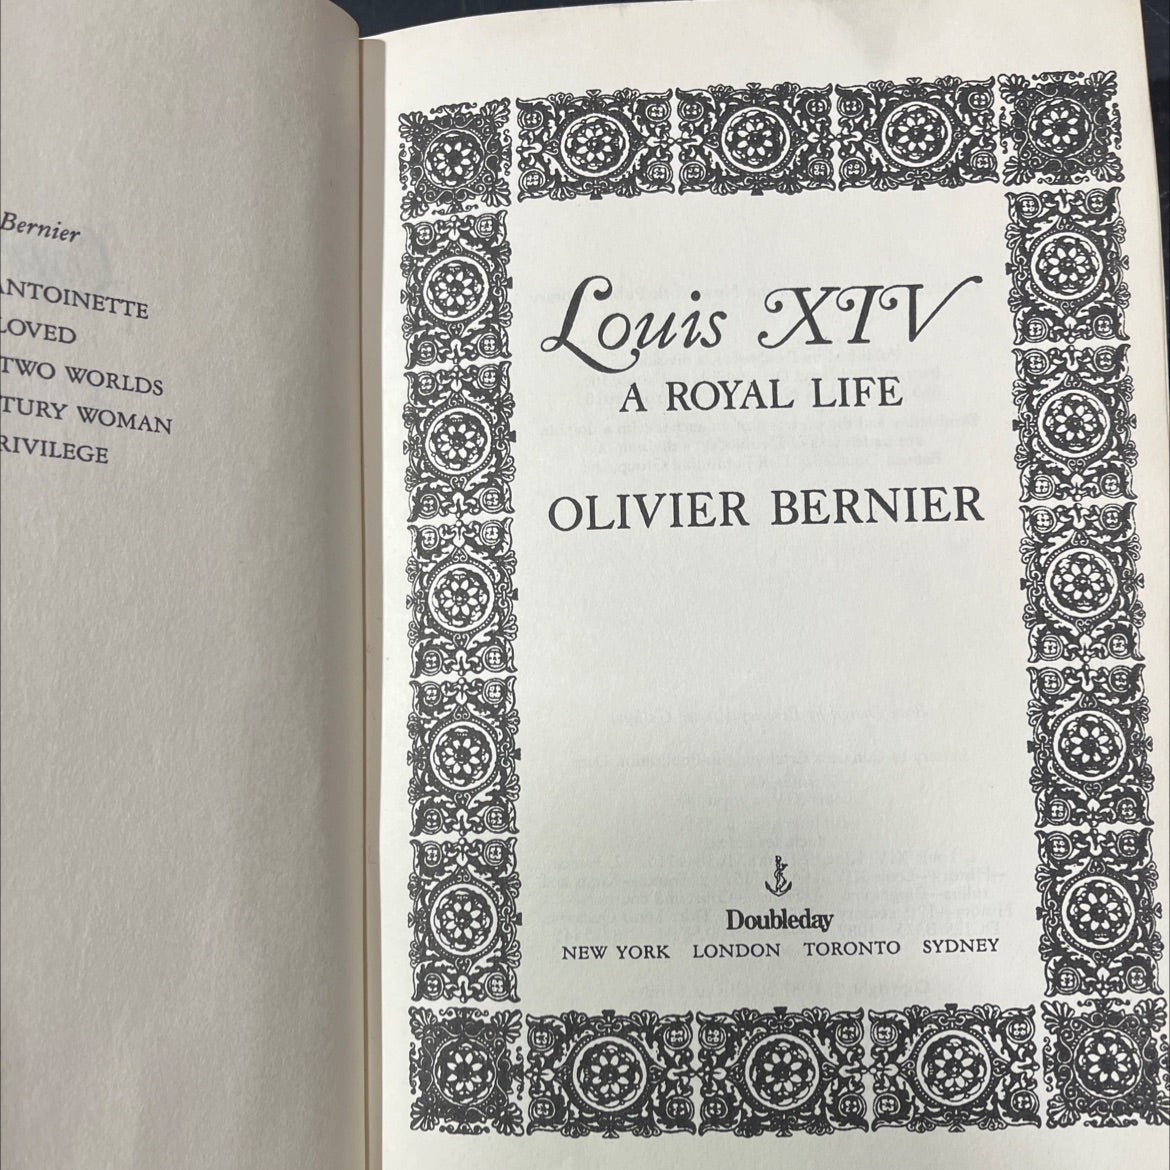 Bernier
ANTOINETTE
LOVED
TWO WORLDS
TURY WOMAN
RIVILEGE
Louis XIV
A ROYAL LIFE
OLIVIER BERNIER
Doubleday
NEW YORK LONDON TORONTO SYDNEY